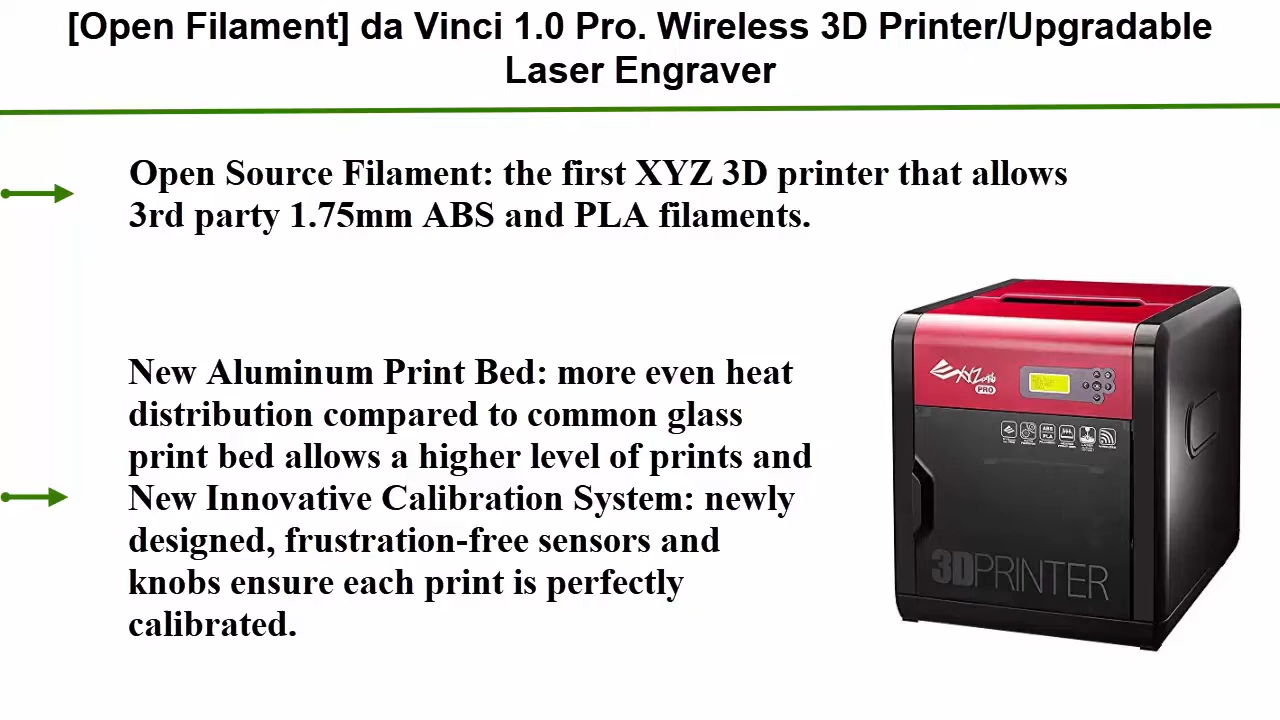 [Open Filament] da Vinci 1.0 Pro. Wireless 3D Printer/Upgradable
Laser Engraver
Open Source Filament: the first XYZ 3D printer that allows
3rd party 1.75mm ABS and PLA filaments.
New Aluminum Print Bed: more even heat
distribution compared to common glass
print bed allows a higher level of prints and
New Innovative Calibration System: newly
designed, frustration-free sensors and
knobs ensure each print is perfectly
calibrated.
XYZ
PRO
ABS
PLA
3DPRINTER